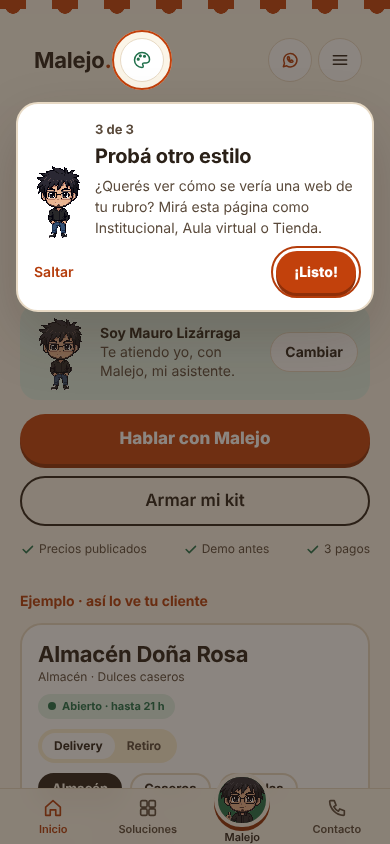 Malejo.
3 de 3
Probá otro estilo
¿Querés ver cómo se vería una web de
tu rubro? Mirá esta página como
Institucional, Aula virtual o Tienda.
Saltar
¡Listo!
Soy Mauro Lizárraga
Te atiendo yo, con
Malejo, mi asistente.
Cambiar
Hablar con Malejo
Armar mi kit
Precios publicados
Demo antes
3 pagos
Ejemplo · así lo ve tu cliente
Almacén Doña Rosa
Almacén · Dulces caseros
Abierto · hasta 21 h
Delivery
Retiro
Almacén
Caseros
Inicio
Soluciones
Malejo
Contacto